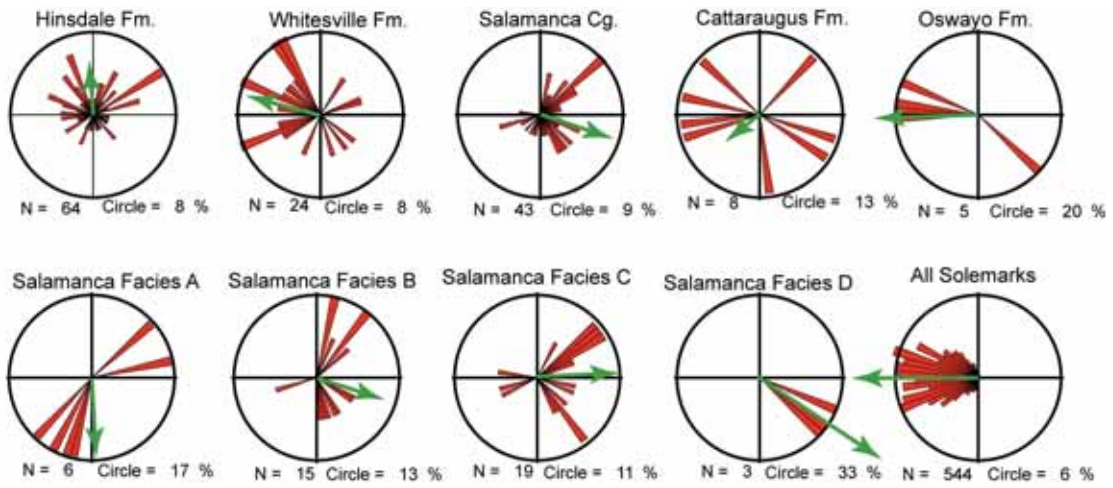 Hinsdale Fm. Whitesville Fm. Salamanca Cg. Cattaraugus Fm. Oswayo Fm.
N = 64 Circle = 8 % N = 24 Circle = 8 % N = 43 Circle = 9 % N = 8 Circle = 13 % N = 5 Circle = 20 %
Salamanca Facies A Salamanca Facies B Salamanca Facies C Salamanca Facies D All Solemarks
N = 6 Circle = 17 % N = 15 Circle = 13 % N = 19 Circle = 11 % N = 3 Circle = 33 % N = 544 Circle = 6 %